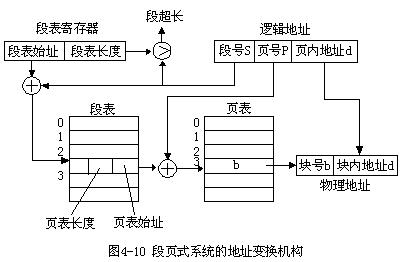 段表寄存器
段超长
逻辑地址
段表始址 段表长度
>
段号S 页号P 页内地址d
+
段表
页表
0
1
2
3
0
1
2
3
+
b
块号b 块内地址d
物理地址
页表长度 页表始址
图4-10 段页式系统的地址变换机构